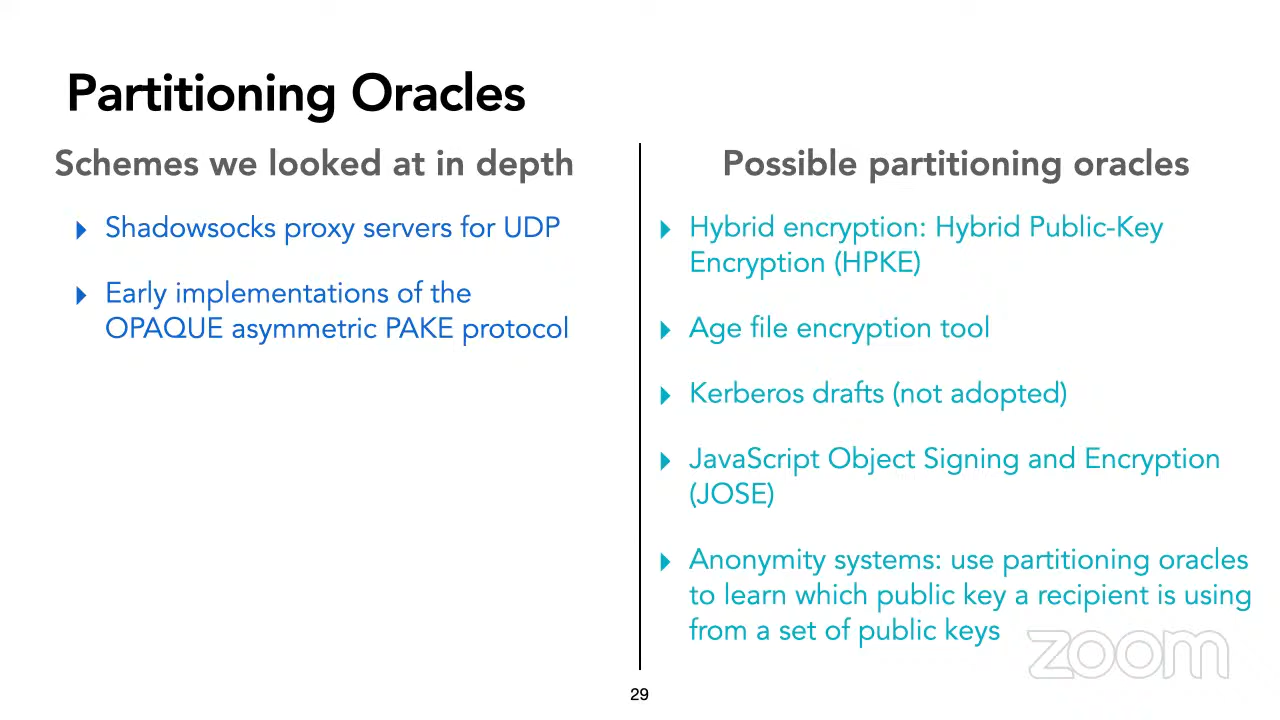 Partitioning Oracles
Schemes we looked at in depth
Shadowsocks proxy servers for UDP
Early implementations of the
OPAQUE asymmetric PAKE protocol
Possible partitioning oracles
Hybrid encryption: Hybrid Public-Key
Encryption (HPKE)
Age file encryption tool
Kerberos drafts (not adopted)
JavaScript Object Signing and Encryption
(JOSE)
Anonymity systems: use partitioning oracles
to learn which public key a recipient is using
from a set of public keys
zoom
29